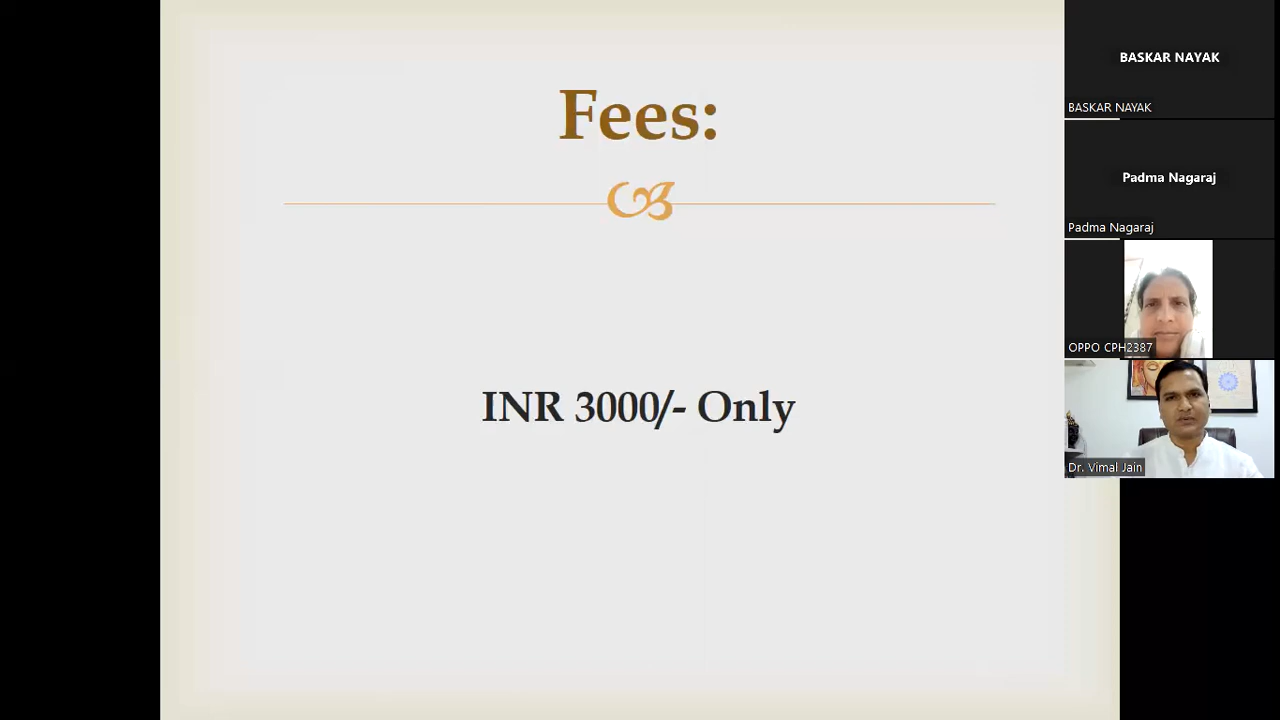 Fees:
INR 3000/- Only
BASKAR NAYAK
BASKAR NAYAK
Padma Nagaraj
Padma Nagaraj
OPPO CPH2387
Dr. Vimal Jain